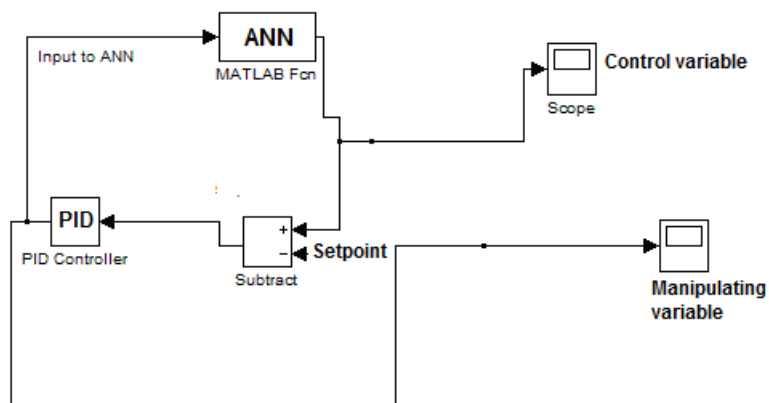 ANN
Input to ANN
MATLAB Fcn
Control variable
Scope
PID
+
−
Setpoint
PID Controller
Subtract
Manipulating
variable